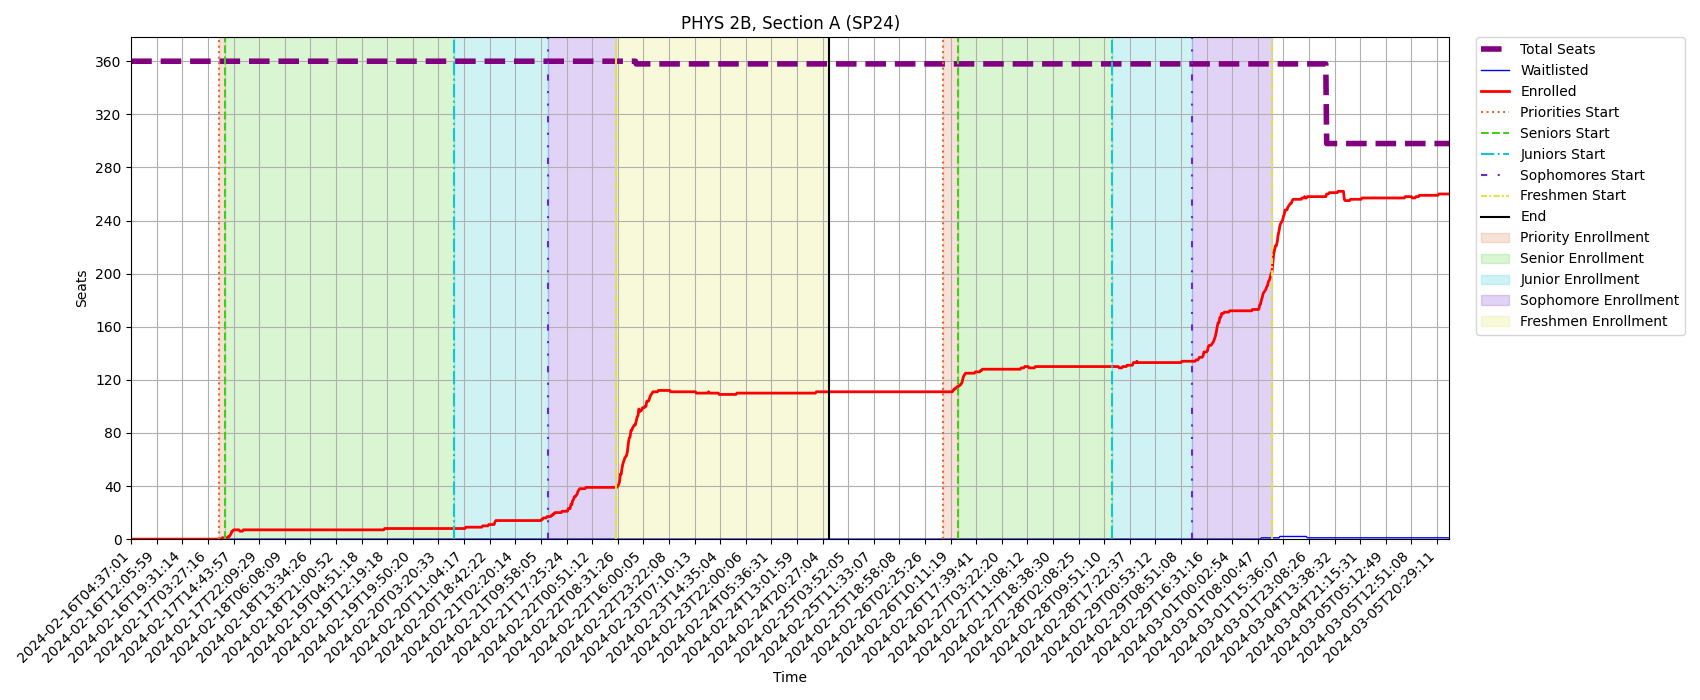 PHYS 2B, Section A (SP24)
Seats
360
320
280
240
200
160
120
80
40
0
2024-02-16T04:37:01
2024-02-16T12:05:59
2024-02-16T19:31:14
2024-02-17T03:27:16
2024-02-17T14:43:57
2024-02-17T22:09:29
2024-02-18T06:08:09
2024-02-18T13:34:26
2024-02-18T21:00:52
2024-02-19T04:51:18
2024-02-19T12:19:18
2024-02-19T19:50:20
2024-02-20T03:20:33
2024-02-20T11:04:17
2024-02-20T18:42:22
2024-02-21T02:20:14
2024-02-21T09:58:05
2024-02-21T17:25:24
2024-02-22T00:51:12
2024-02-22T08:31:26
2024-02-22T16:00:05
2024-02-22T23:22:08
2024-02-23T07:10:13
2024-02-23T14:35:04
2024-02-23T22:00:06
2024-02-24T05:36:31
2024-02-24T13:01:59
2024-02-24T20:27:04
2024-02-25T03:52:05
2024-02-25T11:33:07
2024-02-25T18:58:08
2024-02-26T02:25:26
2024-02-26T10:11:19
2024-02-26T17:39:41
2024-02-27T03:22:20
2024-02-27T11:08:12
2024-02-27T18:38:30
2024-02-28T02:08:25
2024-02-28T09:51:10
2024-02-28T17:22:37
2024-02-29T00:53:12
2024-02-29T08:51:08
2024-02-29T16:31:16
2024-03-01T00:02:54
2024-03-01T08:00:47
2024-03-01T15:36:07
2024-03-01T23:08:26
2024-03-04T13:38:32
2024-03-04T21:15:31
2024-03-05T05:12:49
2024-03-05T12:51:08
2024-03-05T20:29:11
Time
Total Seats
Waitlisted
Enrolled
Priorities Start
Seniors Start
Juniors Start
Sophomores Start
Freshmen Start
End
Priority Enrollment
Senior Enrollment
Junior Enrollment
Sophomore Enrollment
Freshmen Enrollment